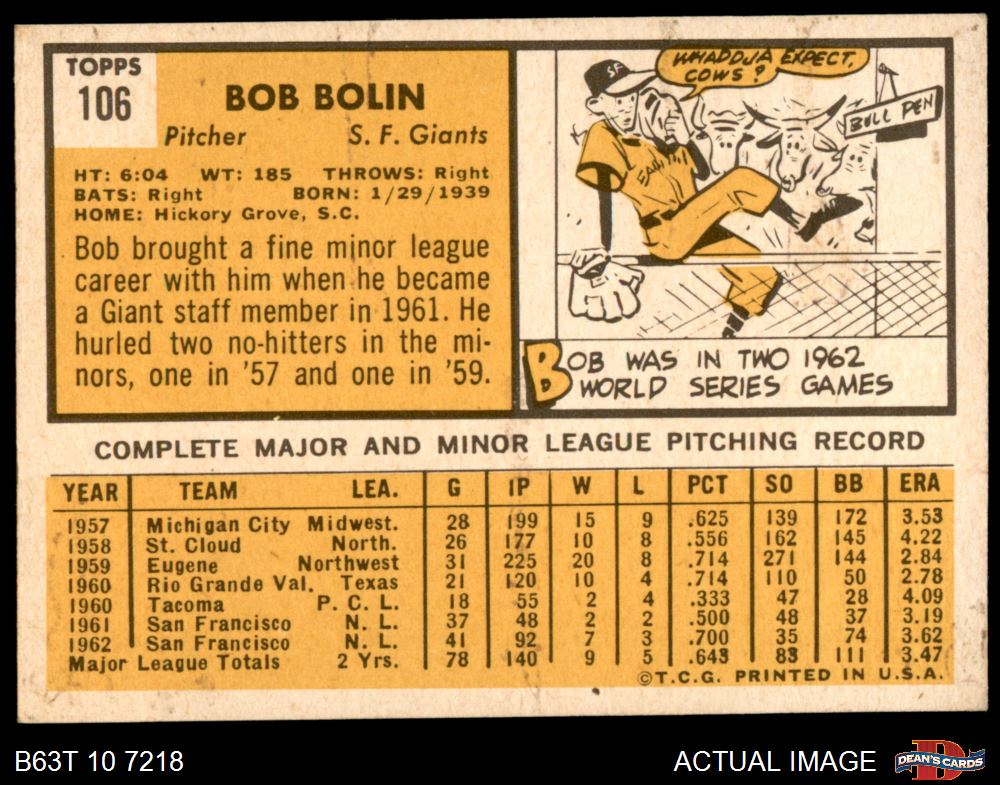 TOPPS
106
BOB BOLIN
Pitcher S. F. Giants
HT: 6:04 WT: 185 THROWS: Right
BATS: Right BORN: 1/29/1939
HOME: Hickory Grove, S.C.
Bob brought a fine minor league
career with him when he became
a Giant staff member in 1961. He
hurled two no-hitters in the mi-
nors, one in '57 and one in '59.
WHADDJA EXPECT,
COWS?
SF
BULL PEN
BOB WAS IN TWO 1962
WORLD SERIES GAMES
COMPLETE MAJOR AND MINOR LEAGUE PITCHING RECORD
YEAR TEAM LEA. G IP W L PCT SO BB ERA
1957 Michigan City Midwest. 28 199 15 9 .625 139 172 3.53
1958 St. Cloud North. 26 177 10 8 .556 162 145 4.22
1959 Eugene Northwest 31 225 20 8 .714 271 144 2.84
1960 Rio Grande Val. Texas 21 120 10 4 .714 110 50 2.78
1960 Tacoma P. C. L. 18 55 2 4 .333 47 28 4.09
1961 San Francisco N. L. 37 48 2 2 .500 48 37 3.19
1962 San Francisco N. L. 41 92 7 3 .700 35 74 3.62
Major League Totals 2 Yrs. 78 140 9 5 .643 83 111 3.47
©T.C.G. PRINTED IN U.S.A.
B63T 10 7218 ACTUAL IMAGE
DEAN'S CARDS